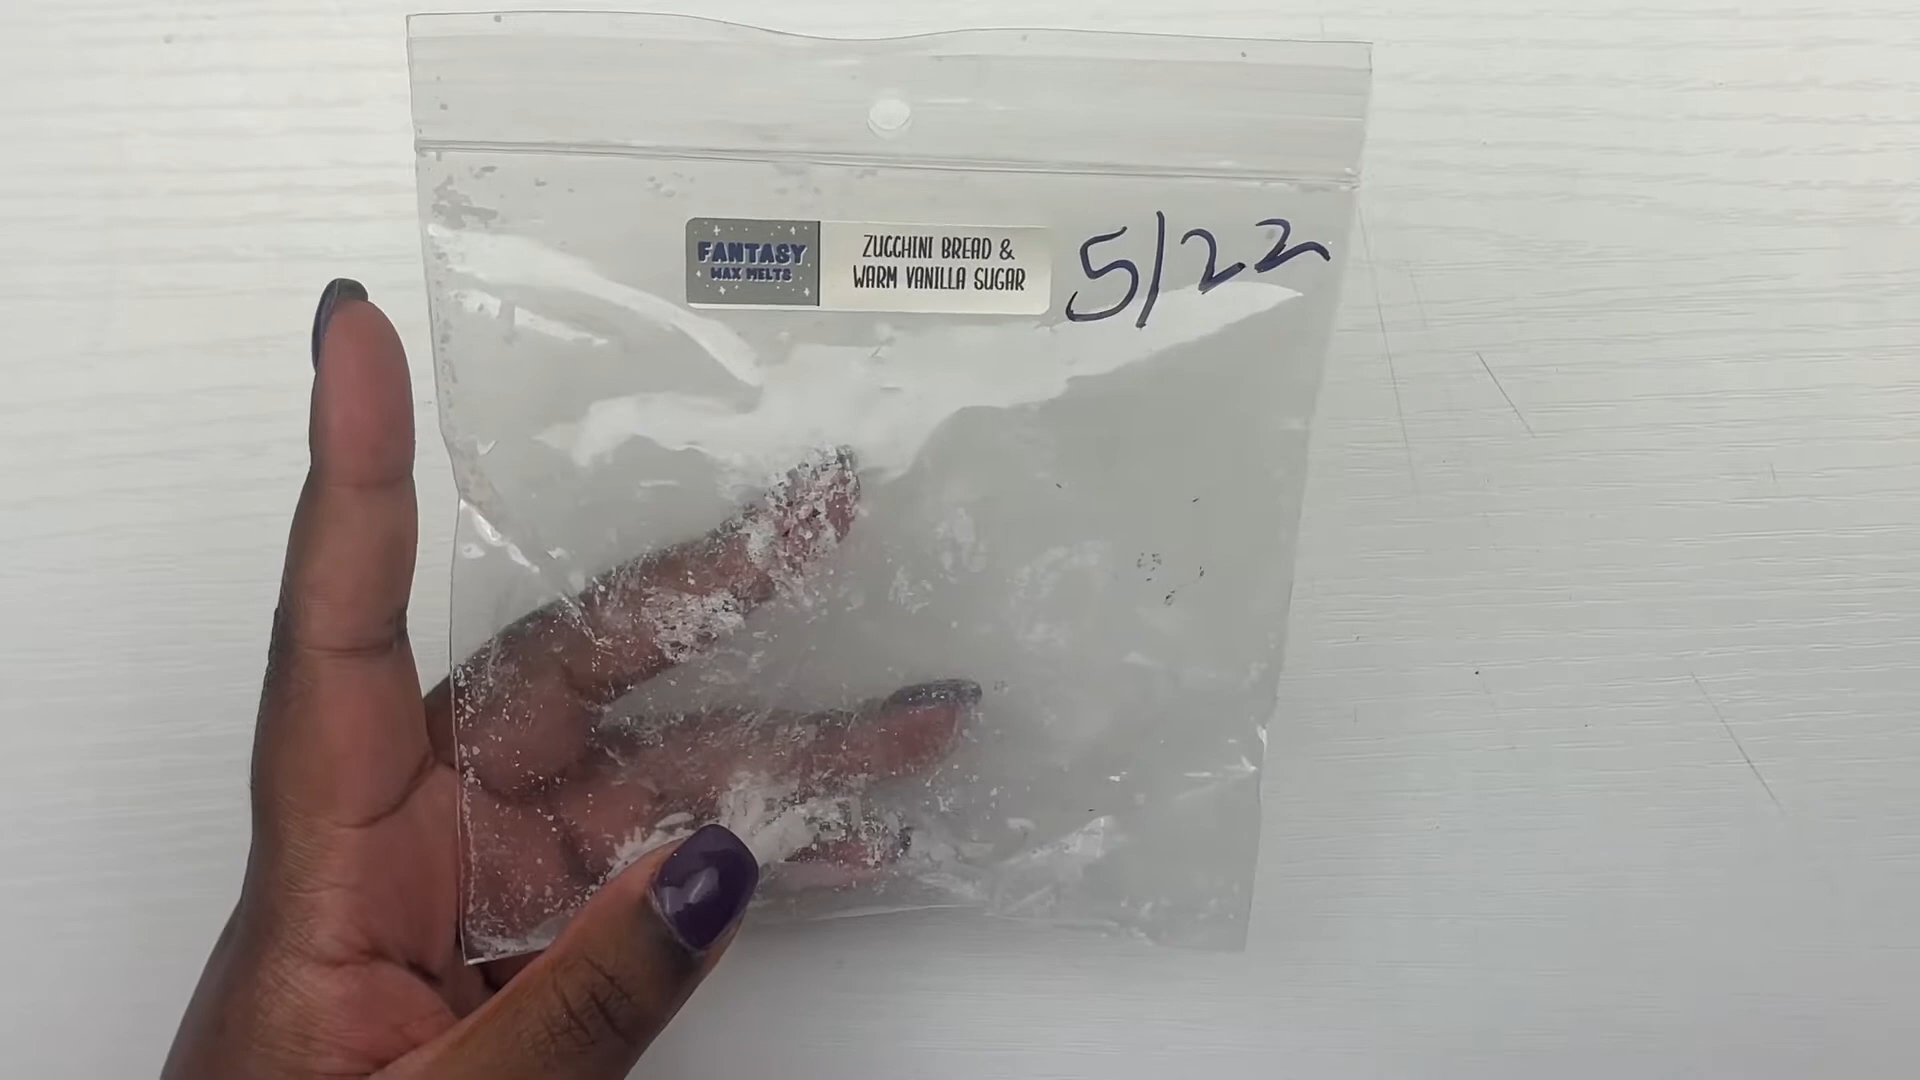 FANTASY
WAX MELTS
ZUCCHINI BREAD &
WARM VANILLA SUGAR
5/22